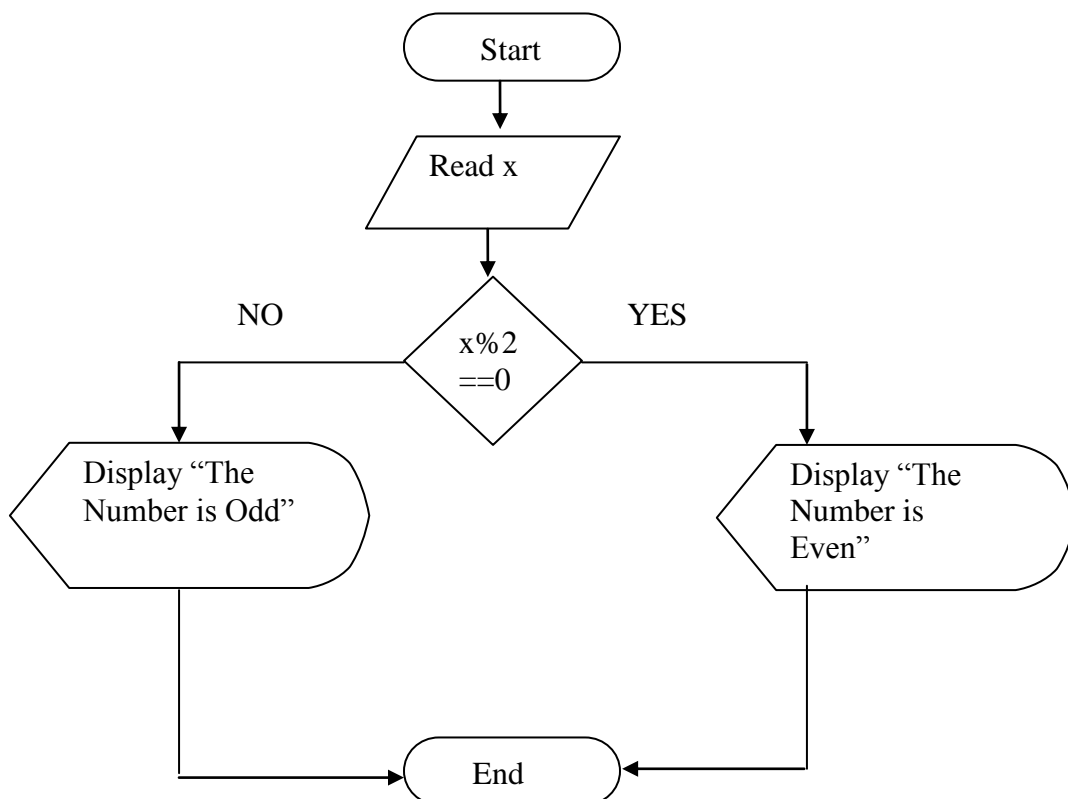 Start
Read x
NO
YES
x%2
==0
Display “The
Number is Odd”
Display “The
Number is
Even”
End